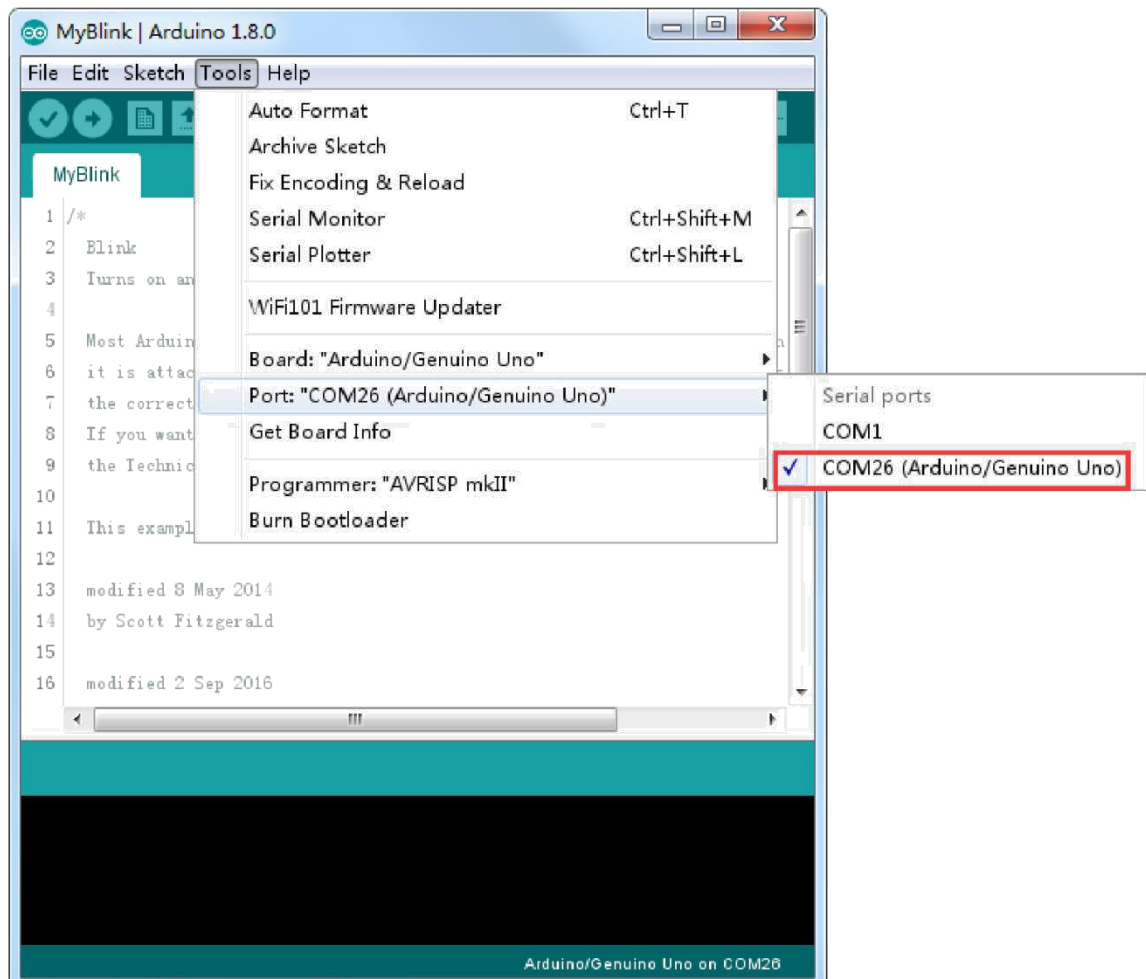 MyBlink | Arduino 1.8.0
File Edit Sketch Tools Help
Auto Format Ctrl+T
Archive Sketch
MyBlink
Fix Encoding & Reload
1 /*
Serial Monitor Ctrl+Shift+M
2 Blink
Serial Plotter Ctrl+Shift+L
3 Turns on an
4
WiFi101 Firmware Updater
5 Most Arduin
Board: "Arduino/Genuino Uno"
6 it is attac
Port: "COM26 (Arduino/Genuino Uno)"
Serial ports
7 the correct
Get Board Info
COM1
8 If you want
9 the Technic
COM26 (Arduino/Genuino Uno)
Programmer: "AVRISP mkII"
10
Burn Bootloader
11 This exampl
12
13 modified 8 May 2014
14 by Scott Fitzgerald
15
16 modified 2 Sep 2016
Arduino/Genuino Uno on COM26